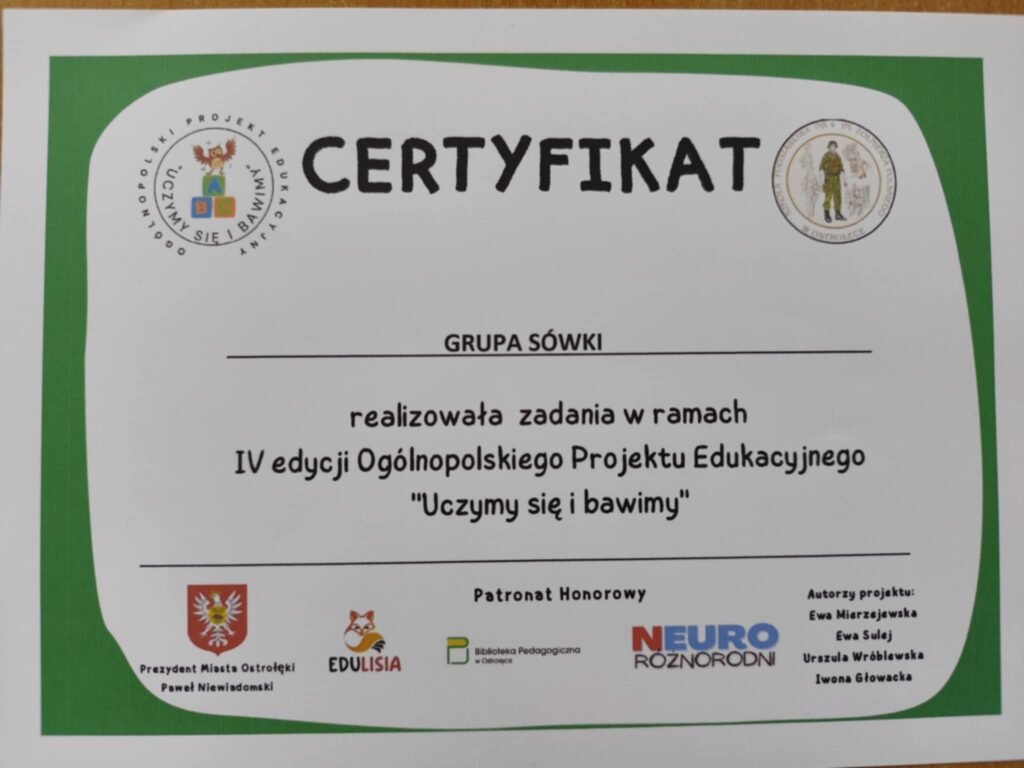 OGÓLNOPOLSKI PROJEKT EDUKACYJNY
"UCZYMY SIĘ I BAWIMY"
A
B C
CERTYFIKAT
W OSTROŁĘCE
GRUPA SÓWKI
realizowała zadania w ramach
IV edycji Ogólnopolskiego Projektu Edukacyjnego
"Uczymy się i bawimy"
Patronat Honorowy
Prezydent Miasta Ostrołęki
Paweł Niewiadomski
EDULISIA
Biblioteka Pedagogiczna
w Ostrołęce
NEURO
RÓŻNORODNI
Autorzy projektu:
Ewa Mierzejewska
Ewa Sulej
Urszula Wróblewska
Iwona Głowacka